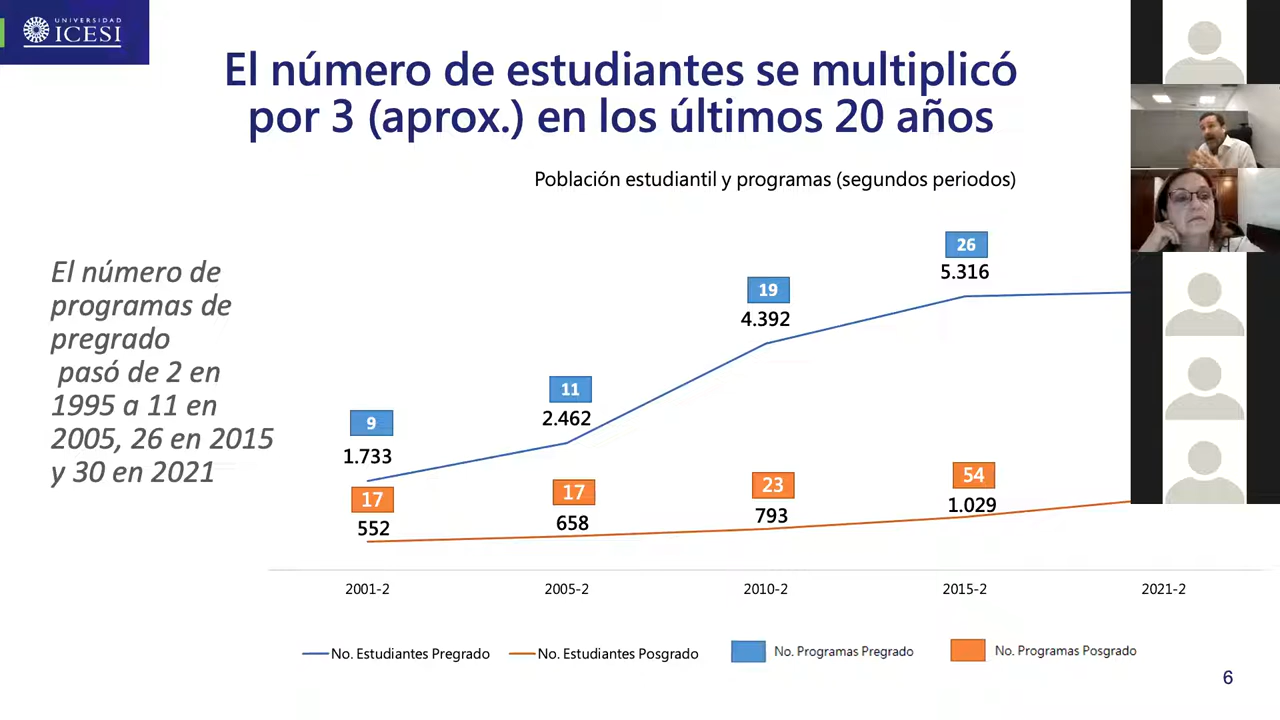 UNIVERSIDAD
ICESI
El número de estudiantes se multiplicó
por 3 (aprox.) en los últimos 20 años
Población estudiantil y programas (segundos periodos)
El número de
programas de
pregrado
pasó de 2 en
1995 a 11 en
2005, 26 en 2015
y 30 en 2021
26
5.316
19
4.392
11
2.462
9
1.733
17
552
17
658
23
793
54
1.029
2001-2
2005-2
2010-2
2015-2
2021-2
No. Estudiantes Pregrado
No. Estudiantes Posgrado
No. Programas Pregrado
No. Programas Posgrado
6